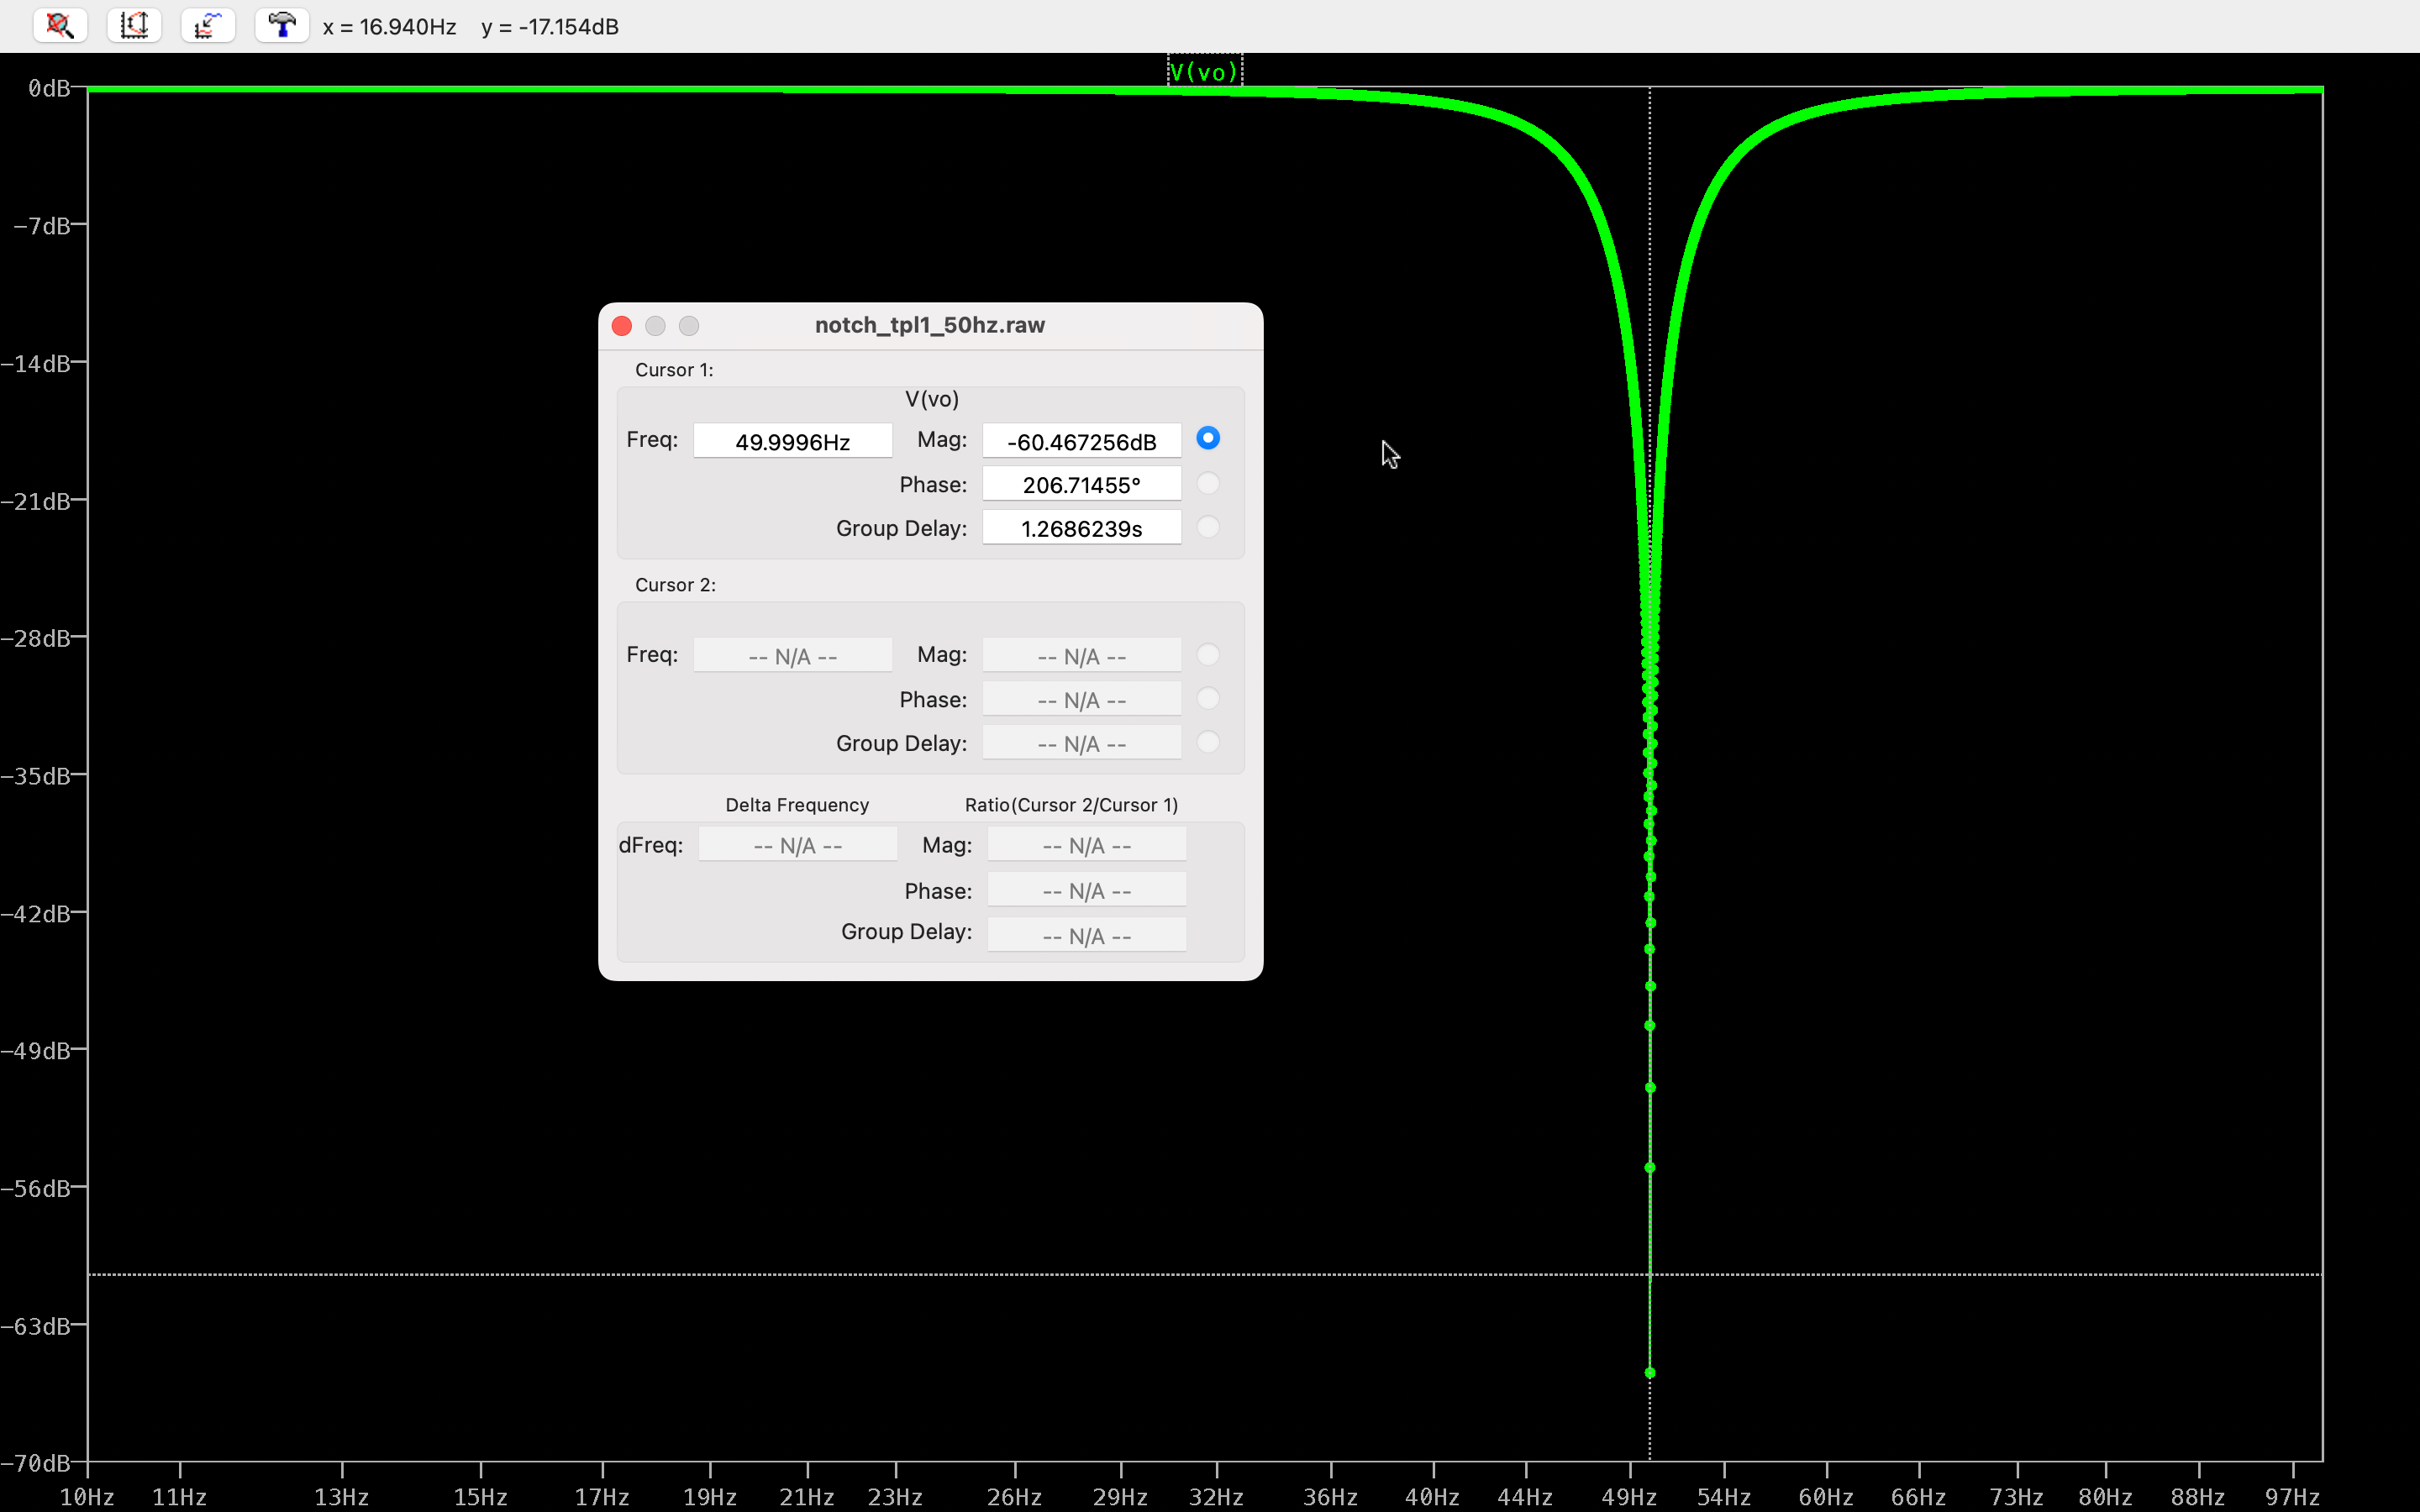 x = 16.940Hz y = -17.154dB
V(vo)
0dB
-7dB
-14dB
-21dB
-28dB
-35dB
-42dB
-49dB
-56dB
-63dB
-70dB
notch_tpl1_50hz.raw
Cursor 1:
V(vo)
Freq: 49.9996Hz Mag: -60.467256dB
Phase: 206.71455°
Group Delay: 1.2686239s
Cursor 2:
Freq: -- N/A -- Mag: -- N/A --
Phase: -- N/A --
Group Delay: -- N/A --
Delta Frequency Ratio(Cursor 2/Cursor 1)
dFreq: -- N/A -- Mag: -- N/A --
Phase: -- N/A --
Group Delay: -- N/A --
10Hz 11Hz 13Hz 15Hz 17Hz 19Hz 21Hz 23Hz 26Hz 29Hz 32Hz 36Hz 40Hz 44Hz 49Hz 54Hz 60Hz 66Hz 73Hz 80Hz 88Hz 97Hz